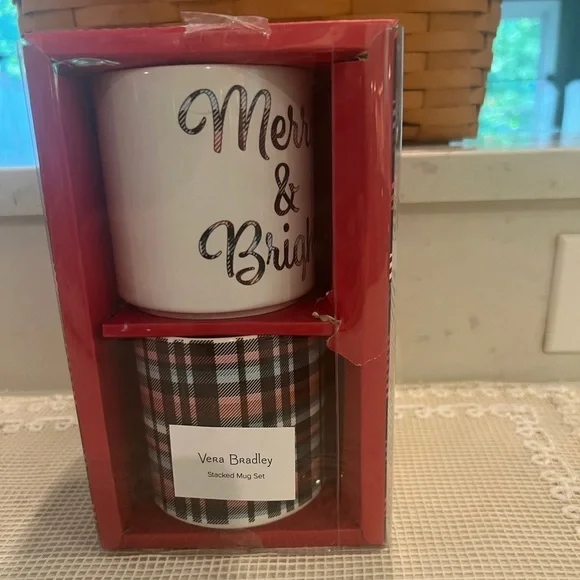 Merr
&
Brigh
Vera Bradley
Stacked Mug Set